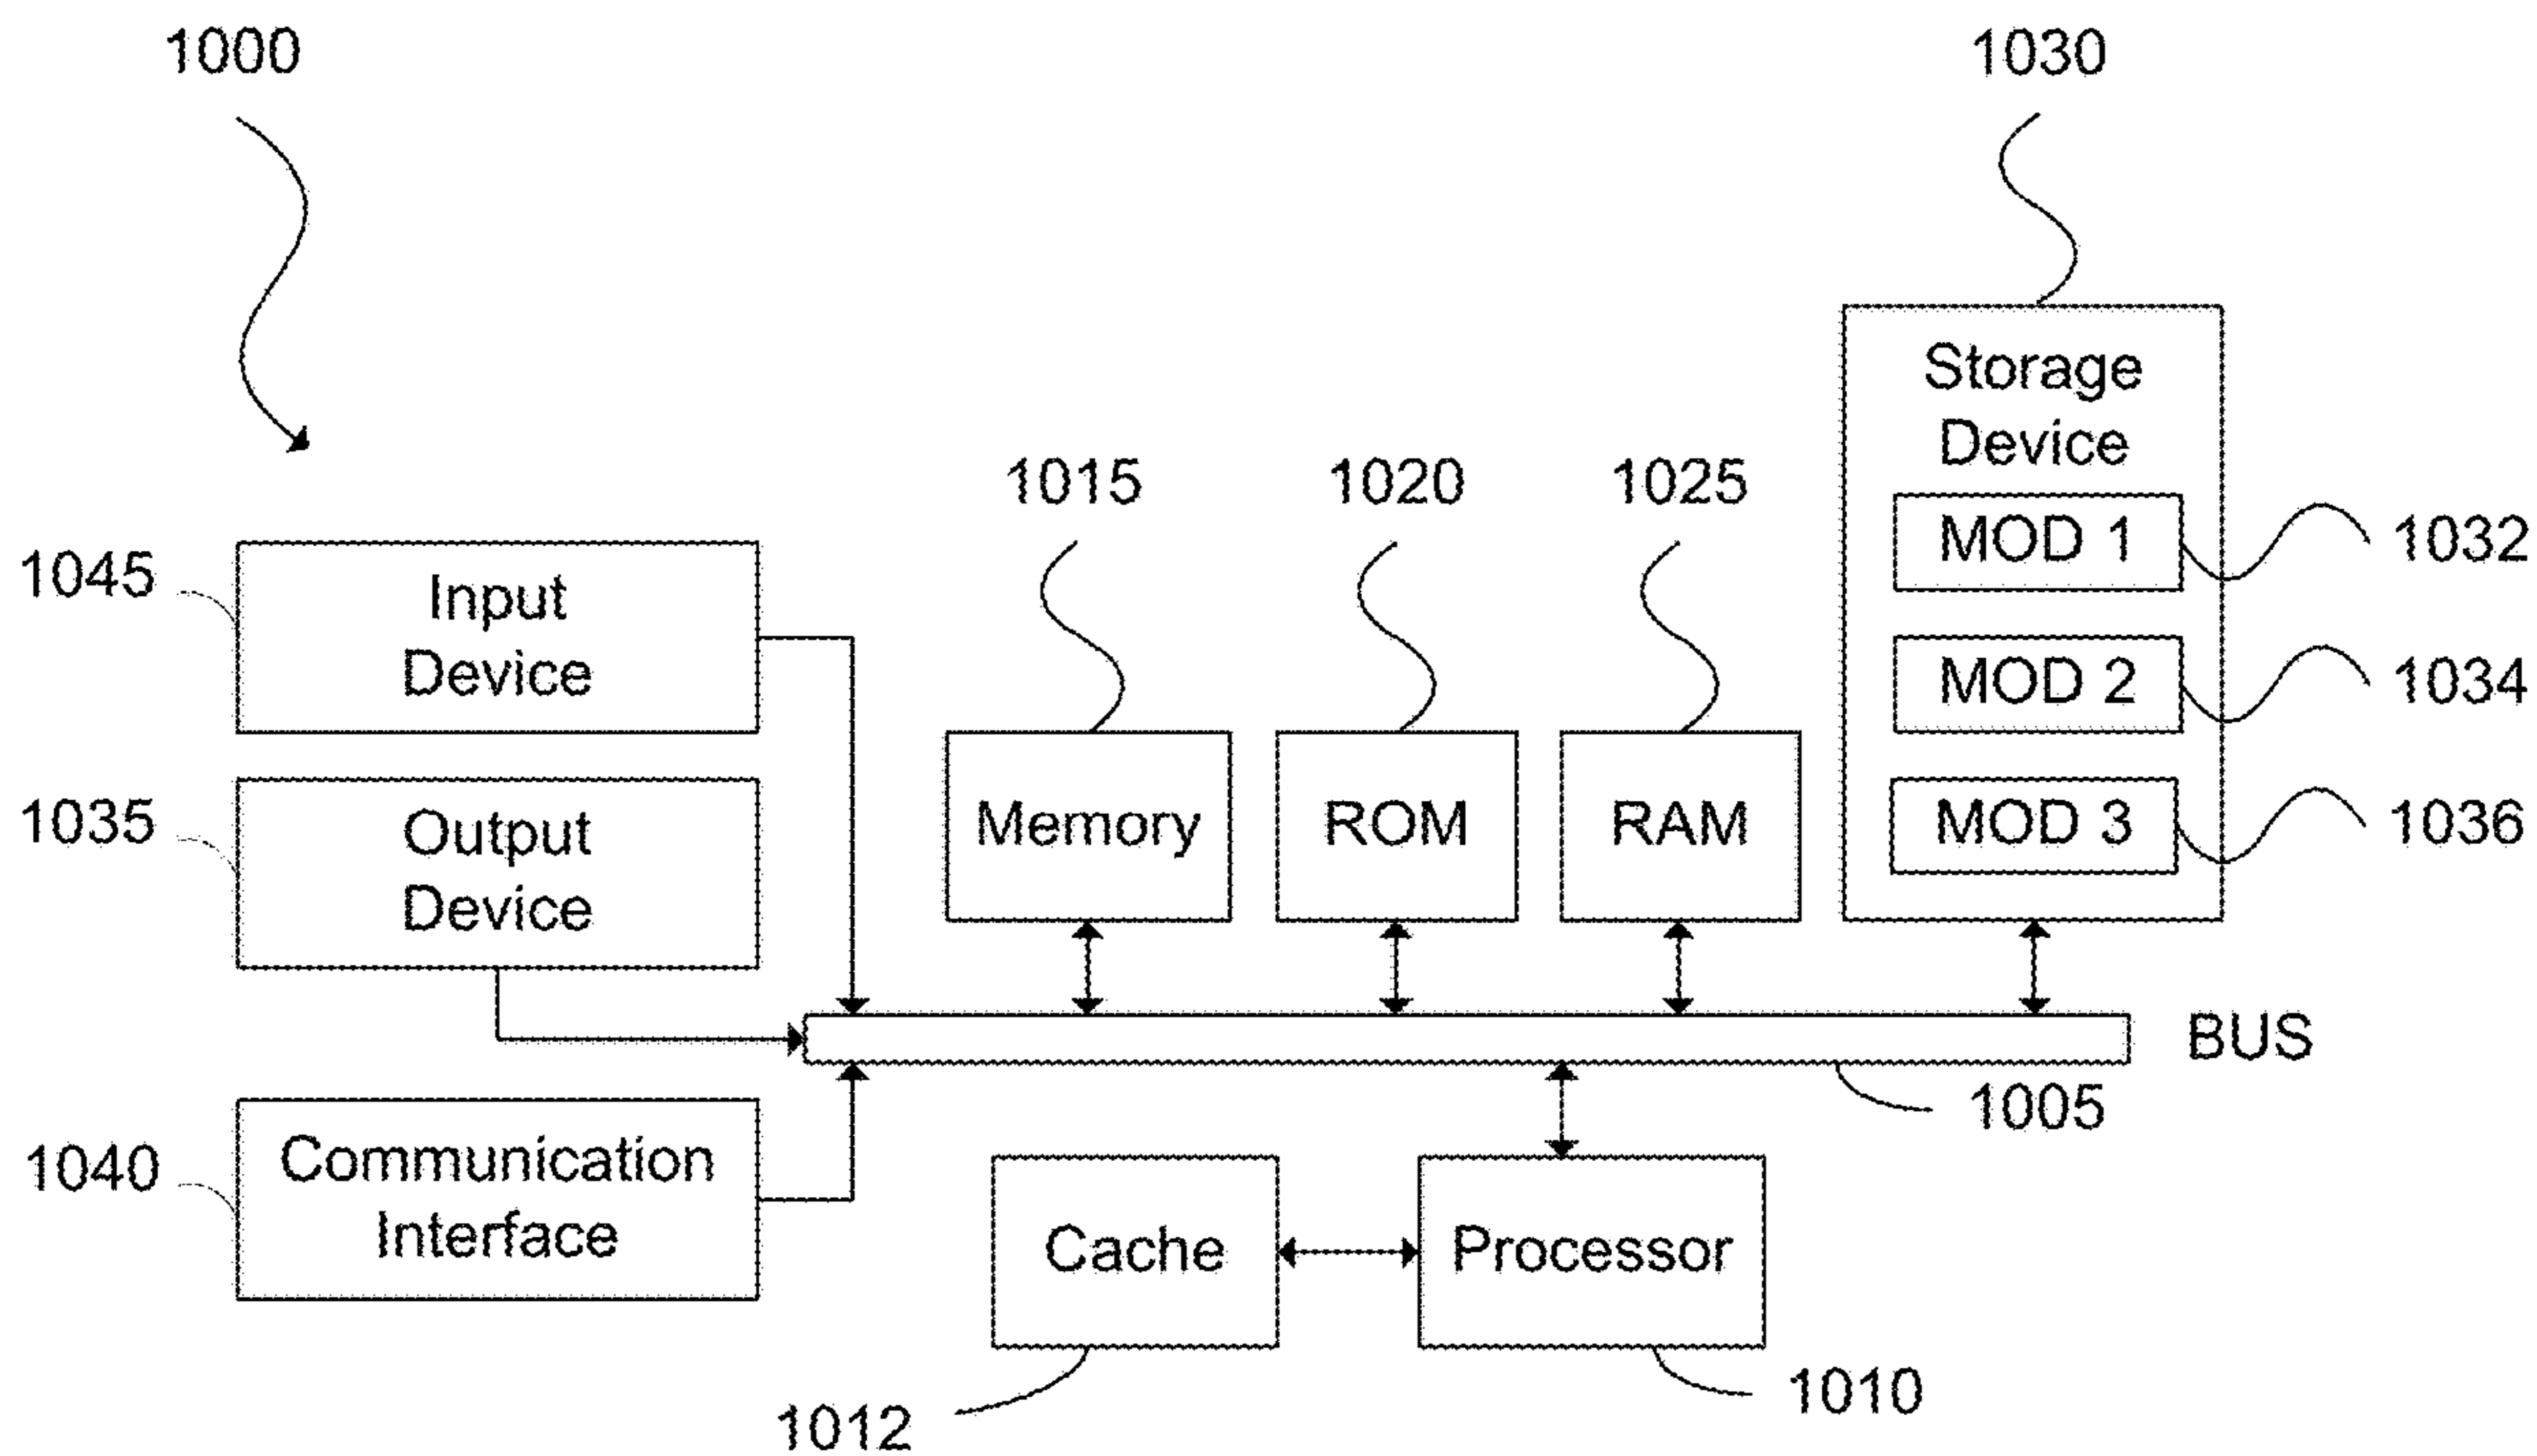 1000
1030
Storage
Device
1015
1020
1025
MOD 1
1032
1045
Input
Device
MOD 2
1034
1035
Output
Device
Memory
ROM
RAM
MOD 3
1036
BUS
1005
1040
Communication
Interface
Cache
Processor
1010
1012